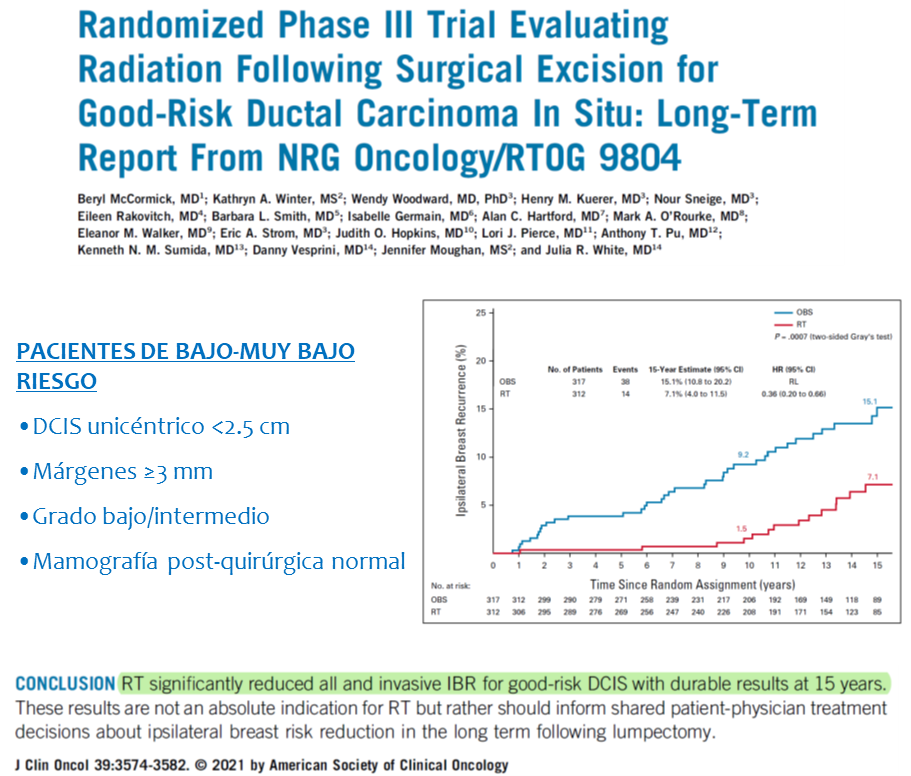 Randomized Phase III Trial Evaluating
Radiation Following Surgical Excision for
Good-Risk Ductal Carcinoma In Situ: Long-Term
Report From NRG Oncology/RTOG 9804
Beryl McCormick, MD¹; Kathryn A. Winter, MS²; Wendy Woodward, MD, PhD³; Henry M. Kuerer, MD³; Nour Sneige, MD³;
Eileen Rakovitch, MD⁴; Barbara L. Smith, MD⁵; Isabelle Germain, MD⁶; Alan C. Hartford, MD⁷; Mark A. O'Rourke, MD⁸;
Eleanor M. Walker, MD⁹; Eric A. Strom, MD³; Judith O. Hopkins, MD¹⁰; Lori J. Pierce, MD¹¹; Anthony T. Pu, MD¹²;
Kenneth N. M. Sumida, MD¹³; Danny Vesprini, MD¹⁴; Jennifer Moughan, MS²; and Julia R. White, MD¹⁴
PACIENTES DE BAJO-MUY BAJO
RIESGO
•DCIS unicéntrico <2.5 cm
•Márgenes ≥3 mm
•Grado bajo/intermedio
•Mamografía post-quirúrgica normal
OBS
RT
P = .0007 (two-sided Gray's test)
No. of Patients Events 15-Year Estimate (95% CI) HR (95% CI)
OBS 317 38 15.1% (10.8 to 20.2) RL
RT 312 14 7.1% (4.0 to 11.5) 0.36 (0.20 to 0.66)
Ipsilateral Breast Recurrence (%)
25
20
15
10
5
15.1
9.2
7.1
1.5
0 1 2 3 4 5 6 7 8 9 10 11 12 13 14 15
Time Since Random Assignment (years)
No. at risk:
OBS 317 312 299 290 279 271 258 239 231 217 206 192 169 149 118 89
RT 312 306 295 289 276 269 256 247 240 226 208 191 171 154 123 85
CONCLUSION RT significantly reduced all and invasive IBR for good-risk DCIS with durable results at 15 years.
These results are not an absolute indication for RT but rather should inform shared patient-physician treatment
decisions about ipsilateral breast risk reduction in the long term following lumpectomy.
J Clin Oncol 39:3574-3582. © 2021 by American Society of Clinical Oncology